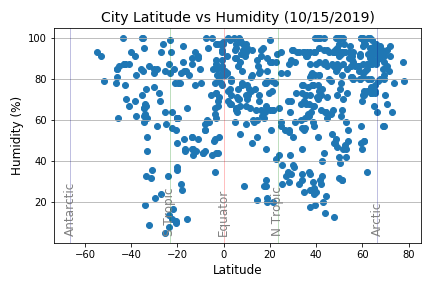 City Latitude vs Humidity (10/15/2019)
Humidity (%)
100
80
60
40
20
Antarctic
Tropic
Equator
N Tropic
Arctic
−60
−40
−20
0
20
40
60
80
Latitude